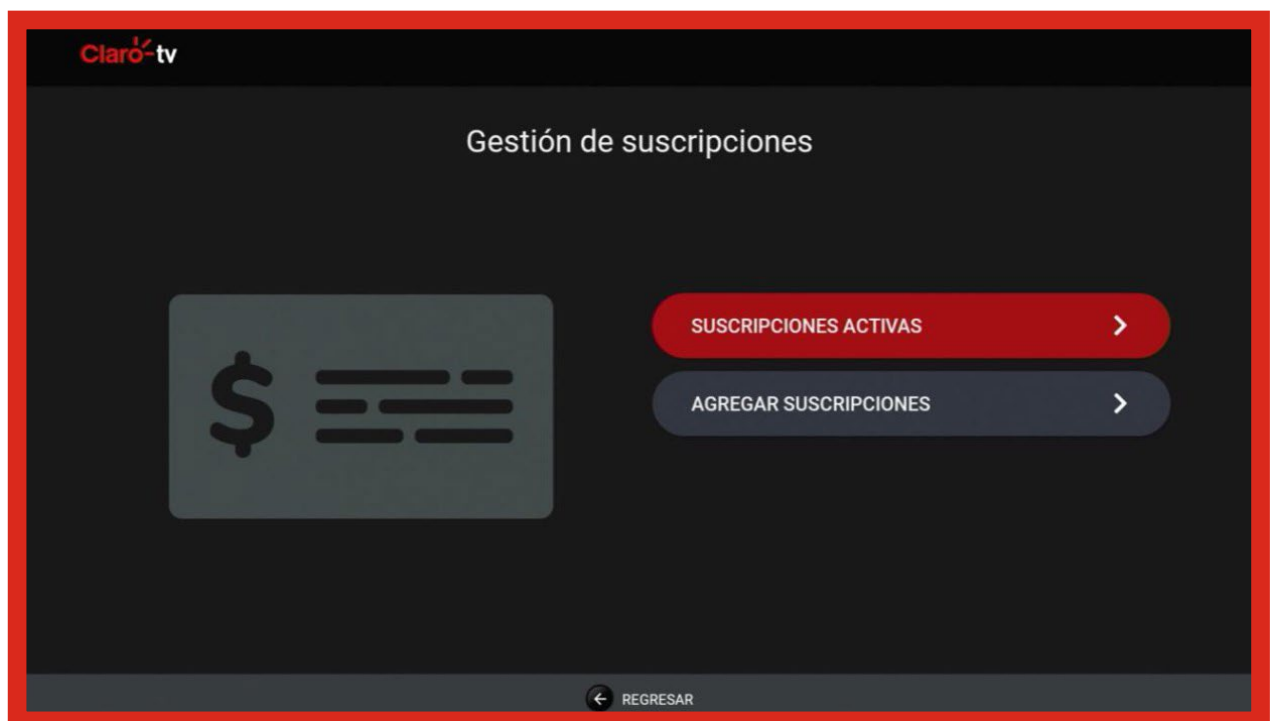 Claro-tv
Gestión de suscripciones
$
SUSCRIPCIONES ACTIVAS
AGREGAR SUSCRIPCIONES
REGRESAR